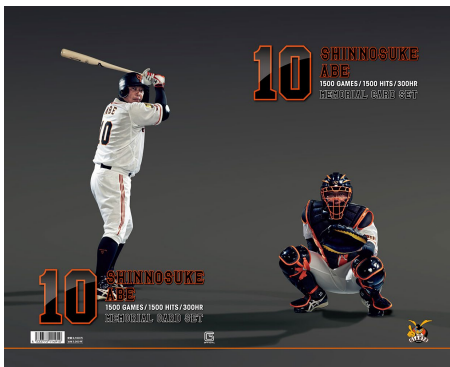 10
SHINNOSUKE
ABE
1500 GAMES / 1500 HITS / 300HR
MEMORIAL CARD SET
10
10
SHINNOSUKE
ABE
1500 GAMES / 1500 HITS / 300HR
MEMORIAL CARD SET